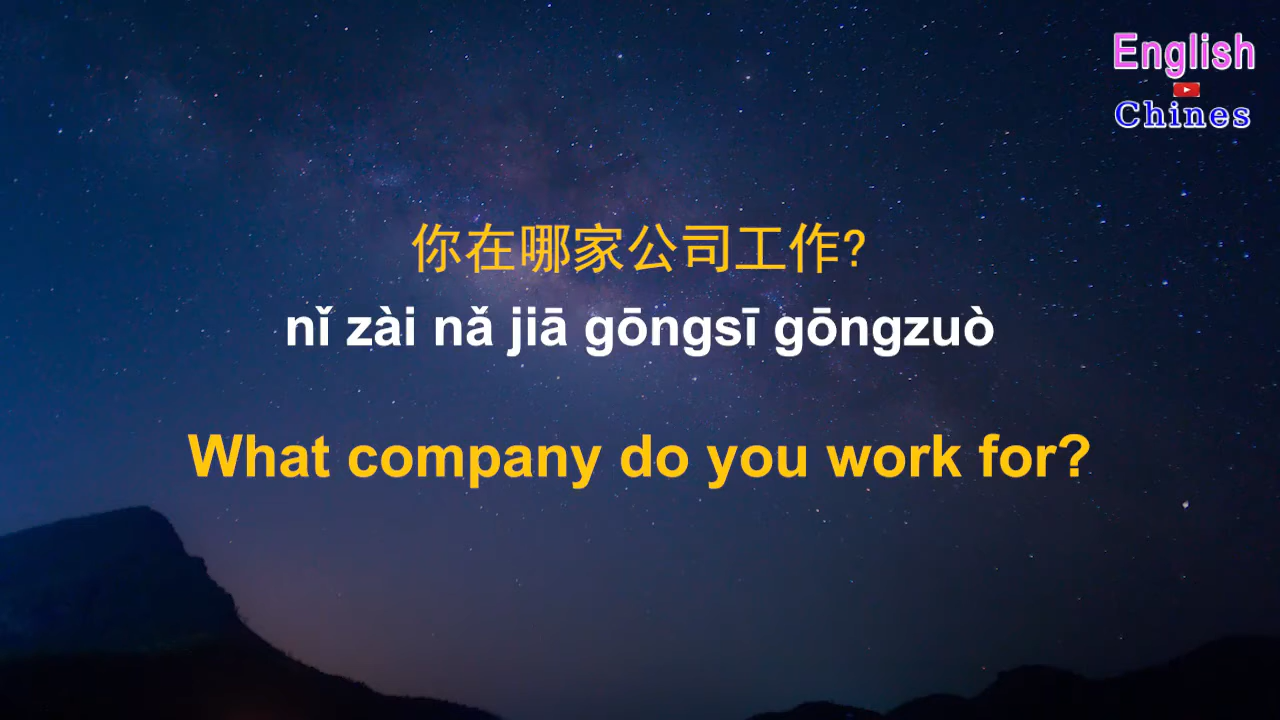 English
Chines
你在哪家公司工作?
nǐ zài nǎ jiā gōngsī gōngzuò
What company do you work for?